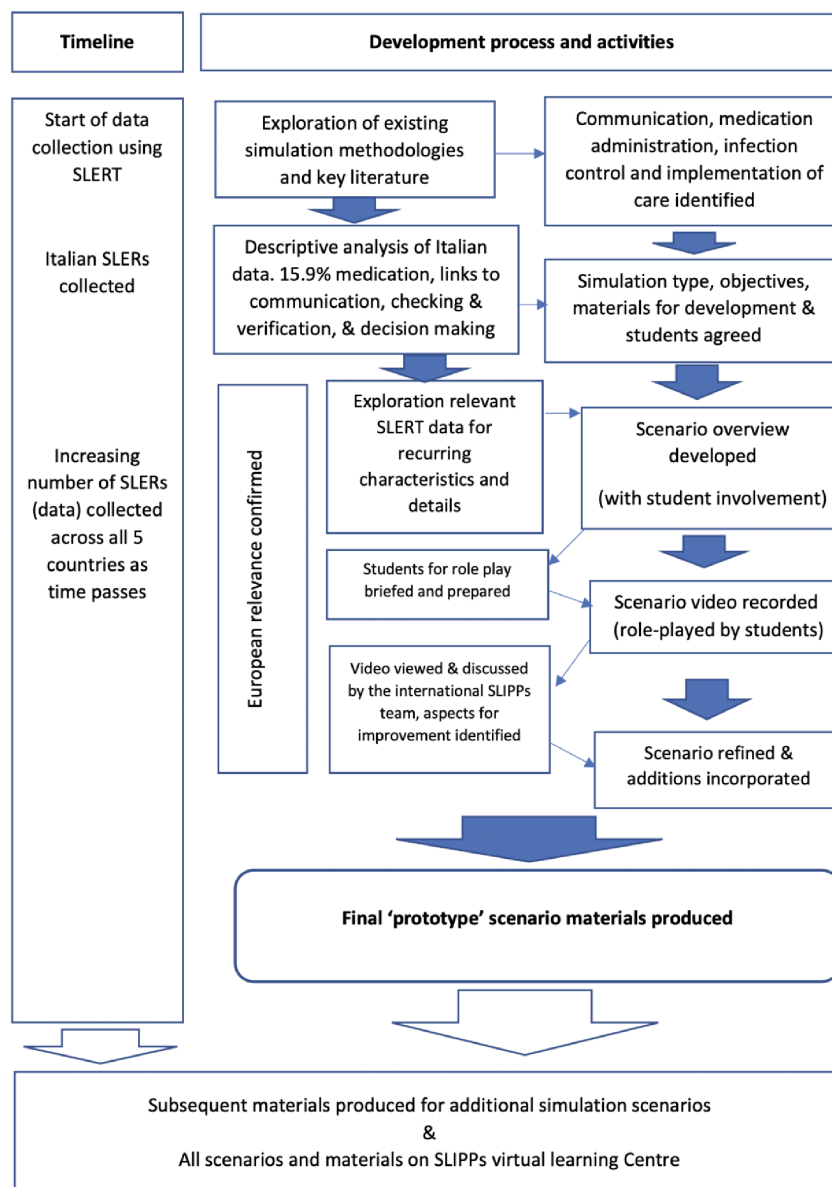 Timeline
Development process and activities
Start of data
collection using
SLERT
Exploration of existing
simulation methodologies
and key literature
Communication, medication
administration, infection
control and implementation of
care identified
Italian SLERs
collected
Descriptive analysis of Italian
data. 15.9% medication, links to
communication, checking &
verification, & decision making
Simulation type, objectives,
materials for development &
students agreed
Increasing
number of SLERs
(data) collected
across all 5
countries as
time passes
European relevance confirmed
Exploration relevant
SLERT data for
recurring
characteristics and
details
Scenario overview
developed
(with student involvement)
Students for role play
briefed and prepared
Scenario video recorded
(role-played by students)
Video viewed & discussed
by the international SLIPPs
team, aspects for
improvement identified
Scenario refined &
additions incorporated
Final ‘prototype’ scenario materials produced
Subsequent materials produced for additional simulation scenarios
&
All scenarios and materials on SLIPPs virtual learning Centre